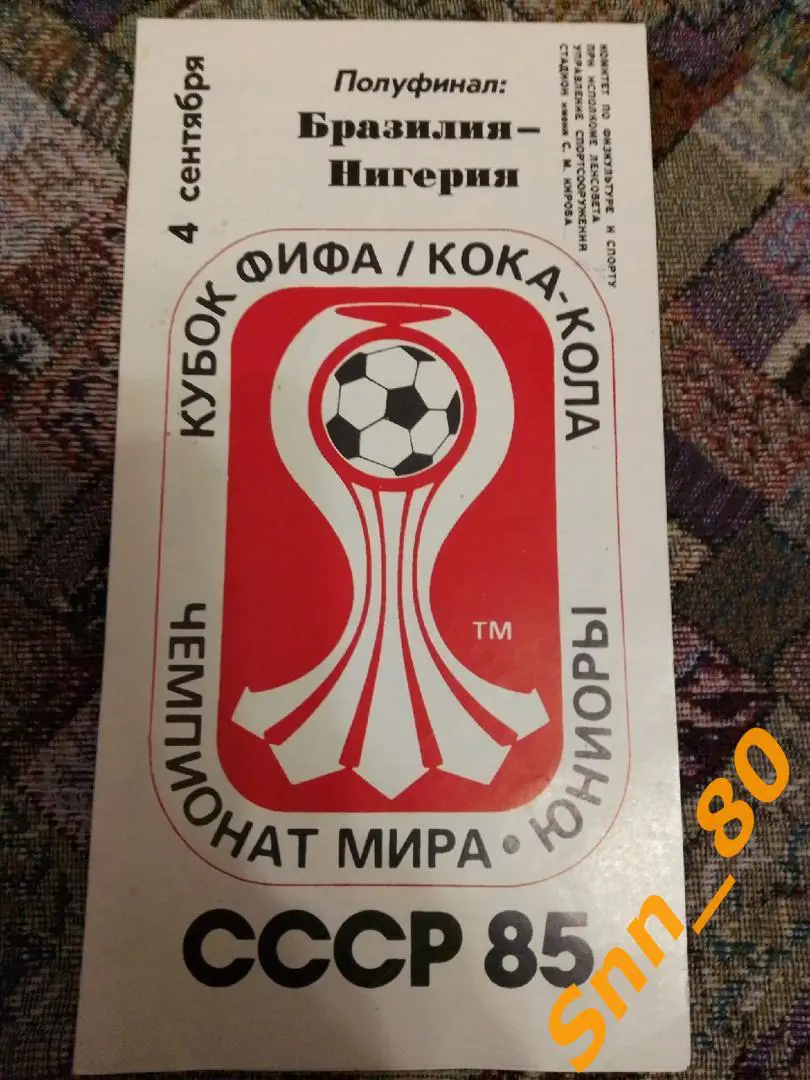 4 сентября
Полуфинал:
Бразилия–
Нигерия
КОМИТЕТ ПО ФИЗКУЛЬТУРЕ И СПОРТУ
ПРИ ИСПОЛКОМЕ ЛЕНСОВЕТА
УПРАВЛЕНИЕ СПОРТСООРУЖЕНИЯ
СТАДИОН ИМЕНИ С. М. КИРОВА
КУБОК ФИФА / КОКА-КОЛА
TM
ЧЕМПИОНАТ МИРА • ЮНИОРЫ
СССР 85
Snn_80